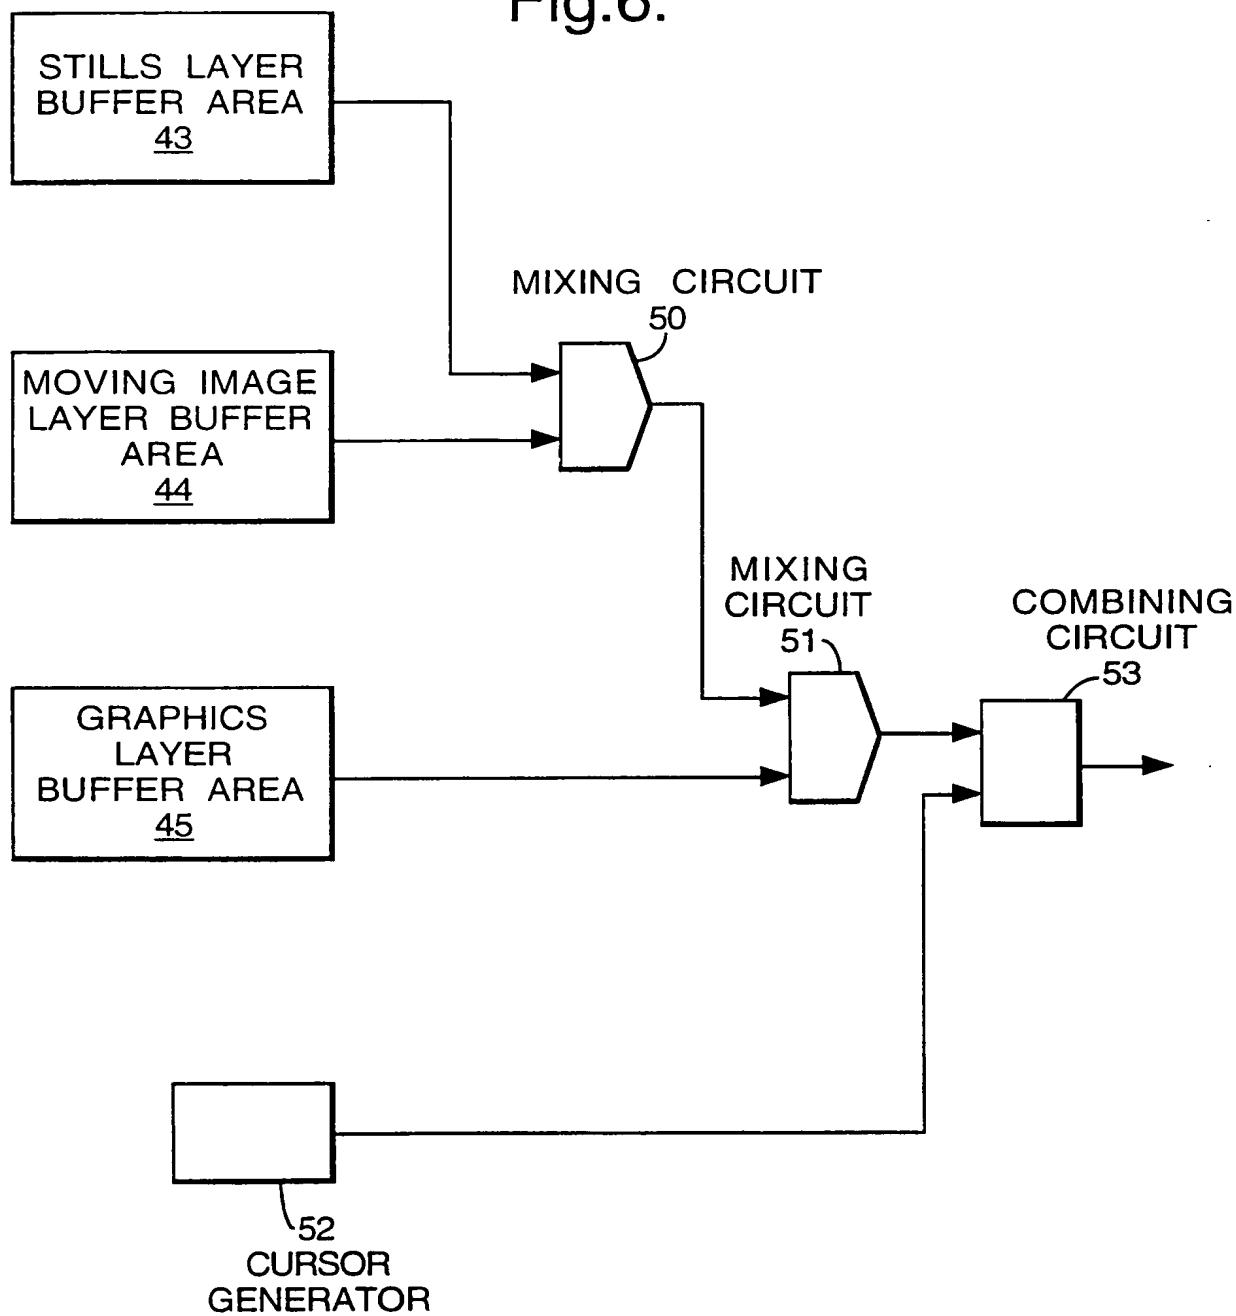 Fig.6.
STILLS LAYER
BUFFER AREA
43
MIXING CIRCUIT
50
MOVING IMAGE
LAYER BUFFER
AREA
44
MIXING
CIRCUIT
51
COMBINING
CIRCUIT
53
GRAPHICS
LAYER
BUFFER AREA
45
52
CURSOR
GENERATOR